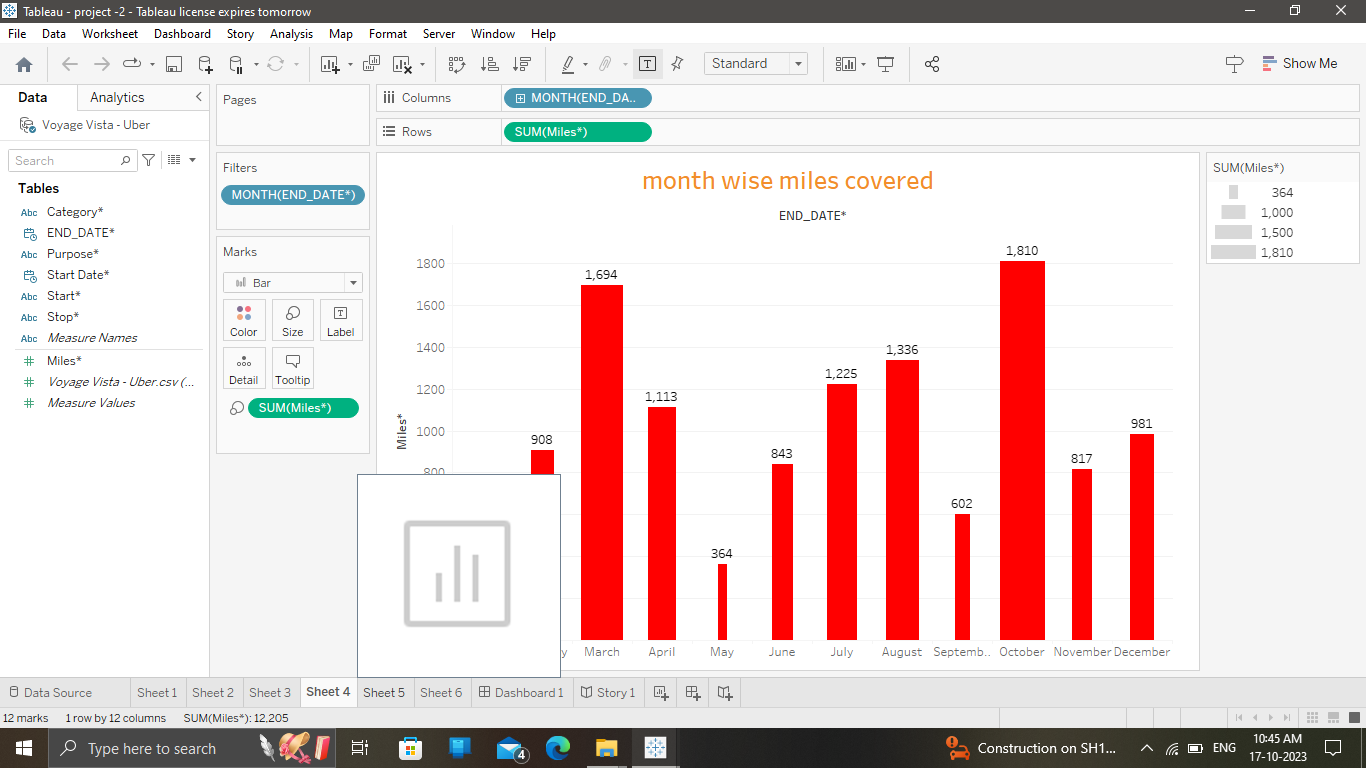 Tableau - project -2 - Tableau license expires tomorrow
File Data Worksheet Dashboard Story Analysis Map Format Server Window Help
Standard
Show Me
Data Analytics
Voyage Vista - Uber
Search
Tables
Abc Category*
END_DATE*
Abc Purpose*
Start Date*
Abc Start*
Abc Stop*
Abc Measure Names
Miles*
Voyage Vista - Uber.csv (...
Measure Values
Pages
Filters
MONTH(END_DATE*)
Marks
Bar
Color Size Label
Detail Tooltip
SUM(Miles*)
Columns MONTH(END_DA..
Rows SUM(Miles*)
month wise miles covered
END_DATE*
Miles*
1800
1600
1400
1200
1000
800
908
1,694
1,113
364
843
1,225
1,336
602
1,810
817
981
y March April May June July August Septemb.. October November December
SUM(Miles*)
364
1,000
1,500
1,810
Data Source Sheet 1 Sheet 2 Sheet 3 Sheet 4 Sheet 5 Sheet 6 Dashboard 1 Story 1
12 marks 1 row by 12 columns SUM(Miles*): 12,205
Type here to search
4
Construction on SH1...
ENG
10:45 AM
17-10-2023